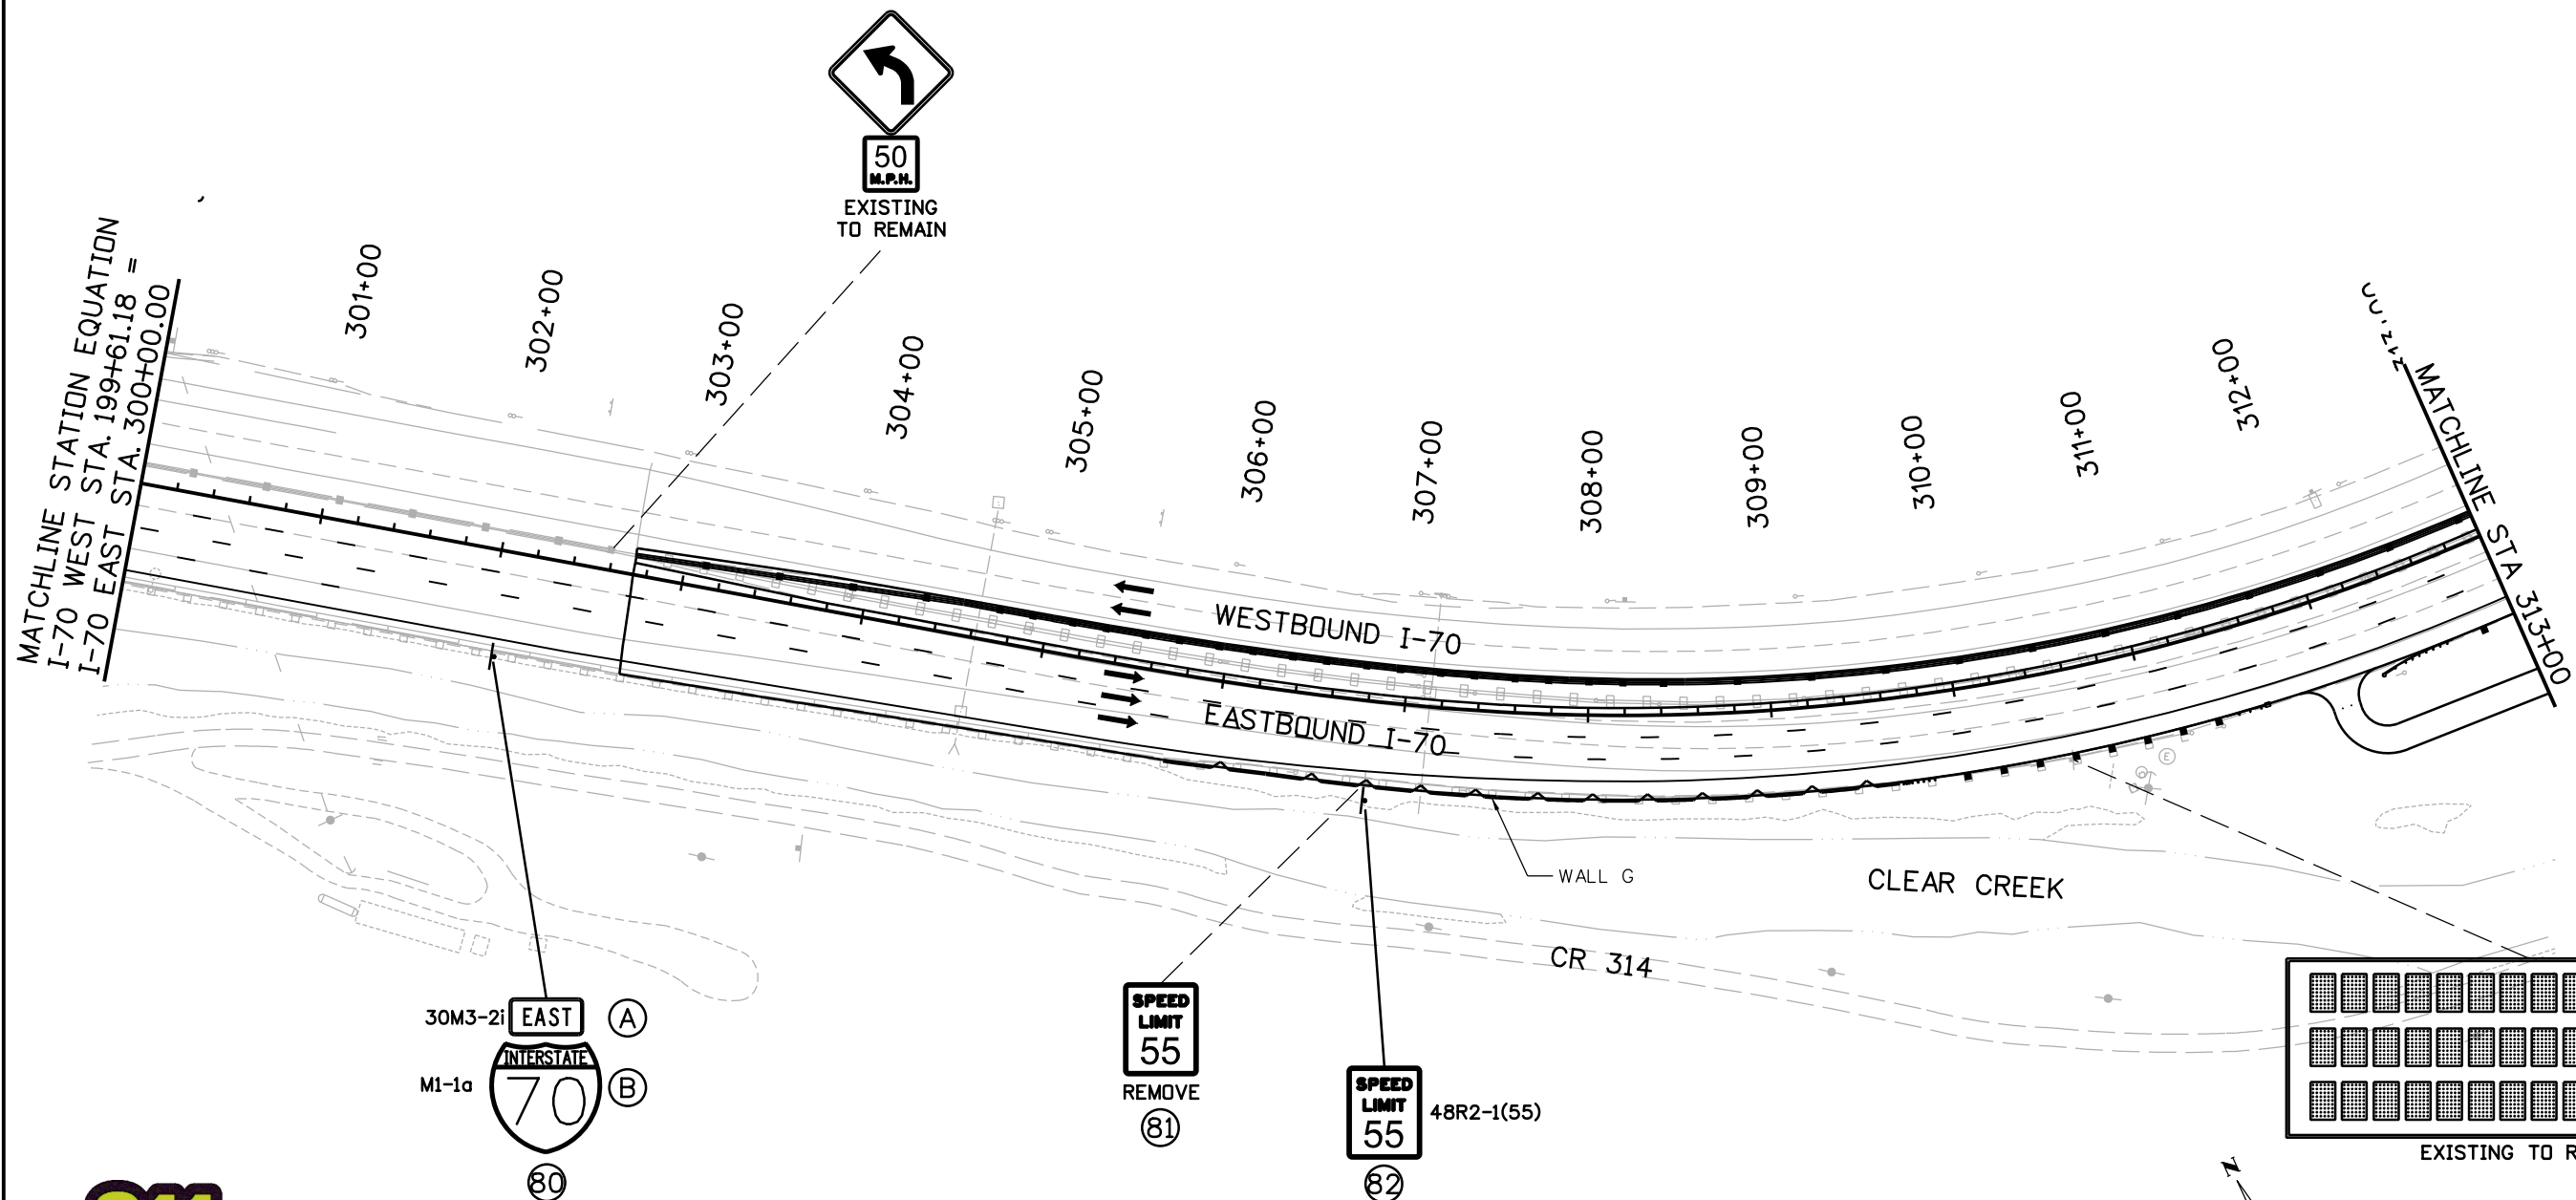 50
M.P.H.
EXISTING
TO REMAIN
MATCHLINE STATION EQUATION
I-70 WEST STA. 199+61.18 =
I-70 EAST STA. 300+00.00
301+00
302+00
303+00
304+00
305+00
306+00
307+00
308+00
309+00
310+00
311+00
312+00
MATCHLINE STA 313+00
WESTBOUND I-70
EASTBOUND I-70
E
WALL G
CLEAR CREEK
CR 314
30M3-2i
EAST
A
INTERSTATE
70
M1-1a
B
80
SPEED
LIMIT
55
REMOVE
81
SPEED
LIMIT
55
48R2-1(55)
82
EXISTING TO R
N